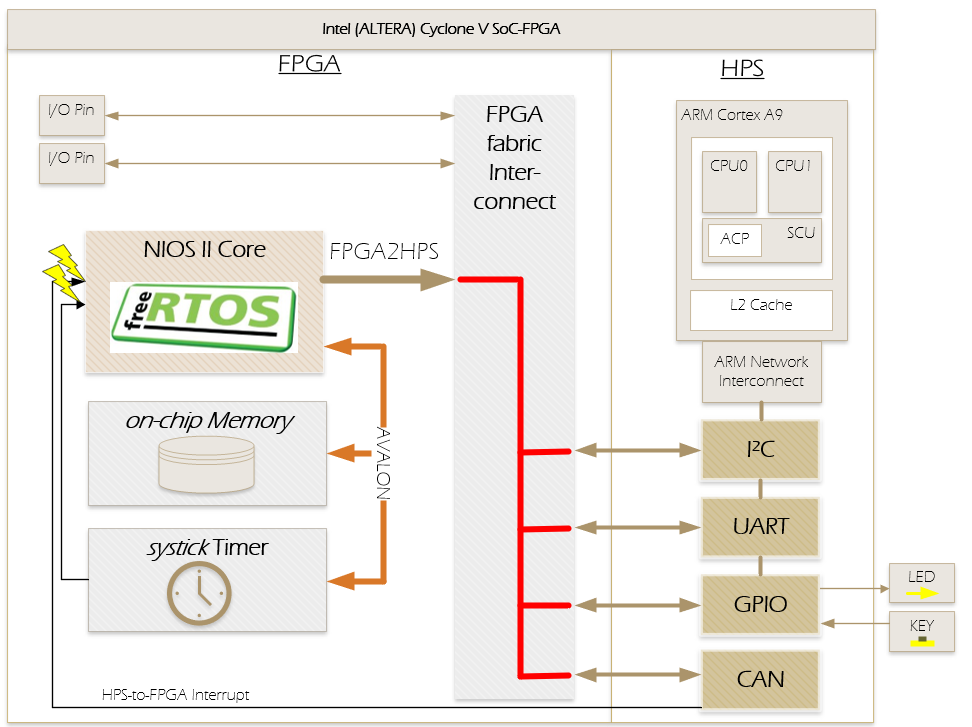 Intel (ALTERA) Cyclone V SoC-FPGA
FPGA
HPS
I/O Pin
I/O Pin
FPGA
fabric
Inter-
connect
ARM Cortex A9
CPU0
CPU1
ACP
SCU
L2 Cache
ARM Network
Interconnect
NIOS II Core
free
RTOS
FPGA2HPS
on-chip Memory
AVALON
systick Timer
I²C
UART
GPIO
CAN
LED
KEY
HPS-to-FPGA Interrupt